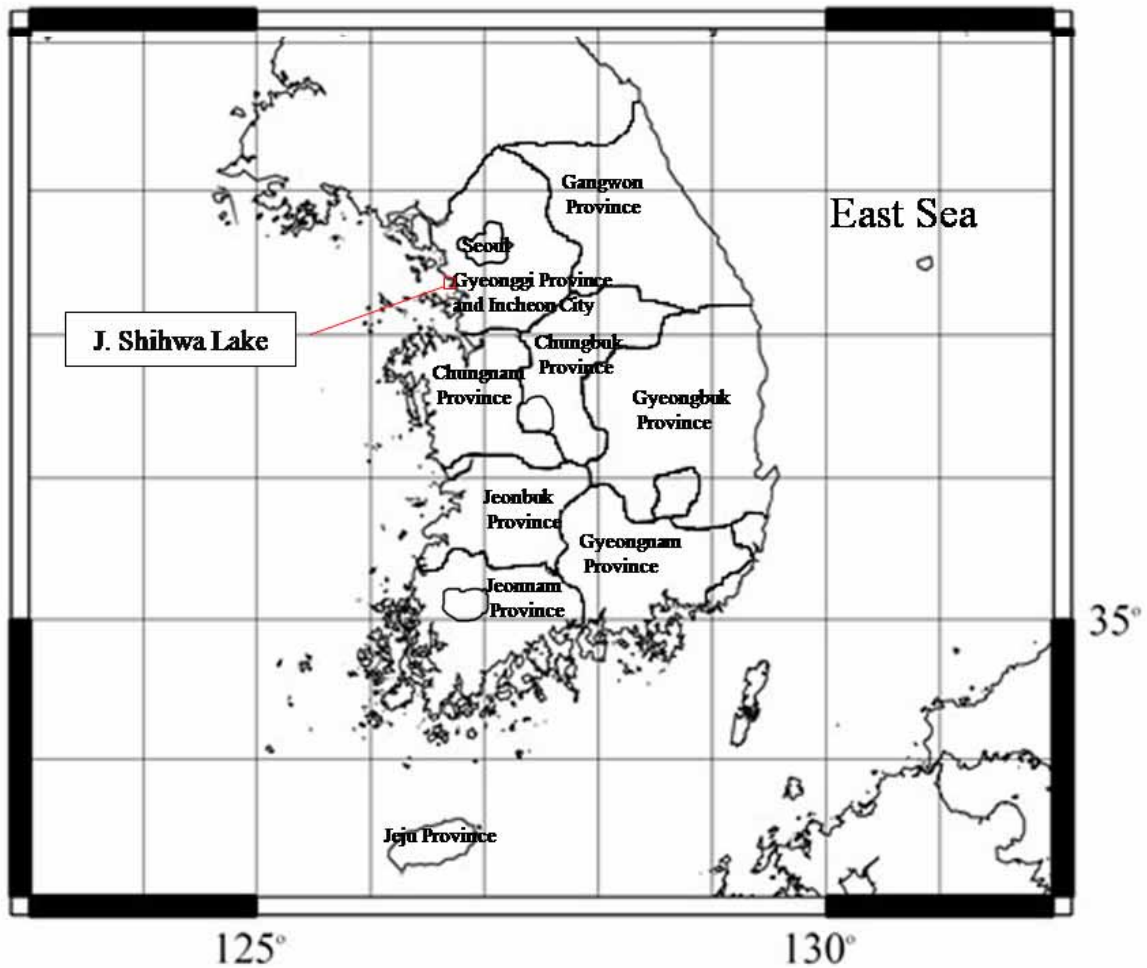 Gangwon
Province
East Sea
Seoul
Gyeonggi Province
and Incheon City
J. Shihwa Lake
Chungbuk
Province
Chungnam
Province
Gyeongbuk
Province
Jeonbuk
Province
Gyeongnam
Province
Jeonnam
Province
35°
Jeju Province
125°
130°